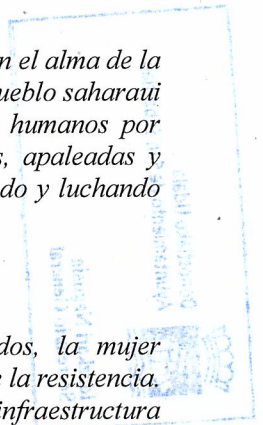 n el alma de la
ueblo saharaui
humanos por
s, apaleadas y
do y luchando
dos, la mujer
e la resistencia.
infraestructura